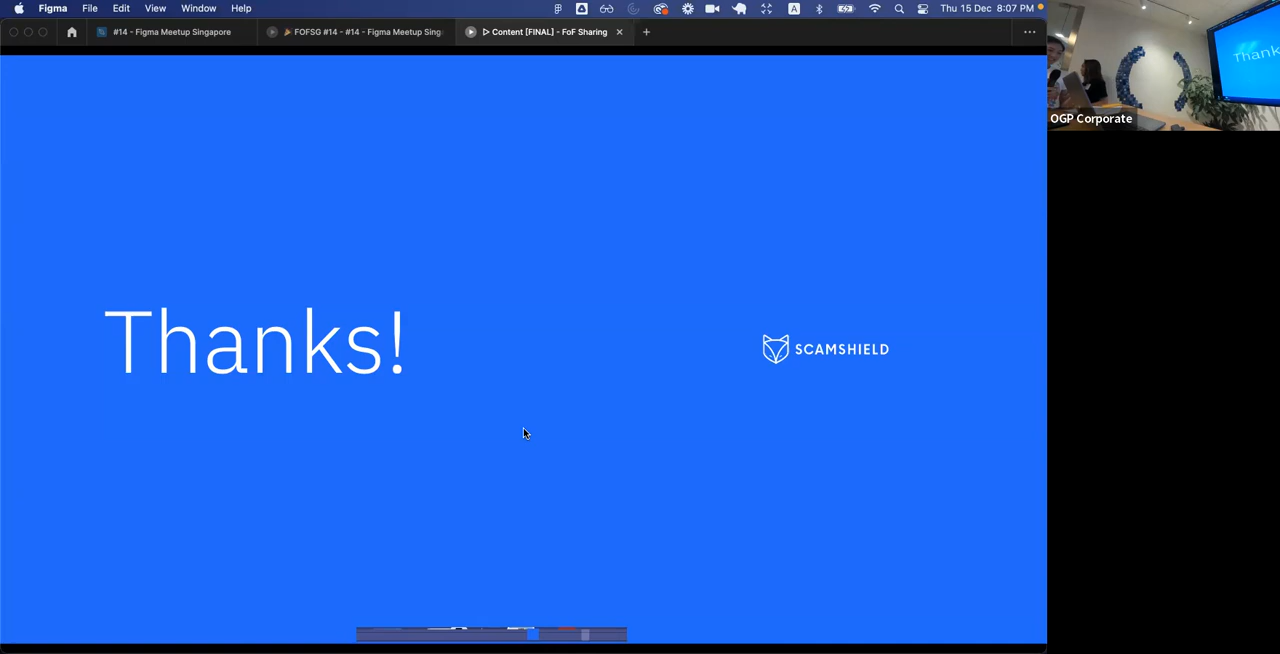 Figma File Edit View Window Help
A
Thu 15 Dec 8:07 PM
#14 - Figma Meetup Singapore
FOFSG #14 - #14 - Figma Meetup Sing
Content [FINAL] - FoF Sharing
Thanks!
SCAMSHIELD
Thank
OGP Corporate